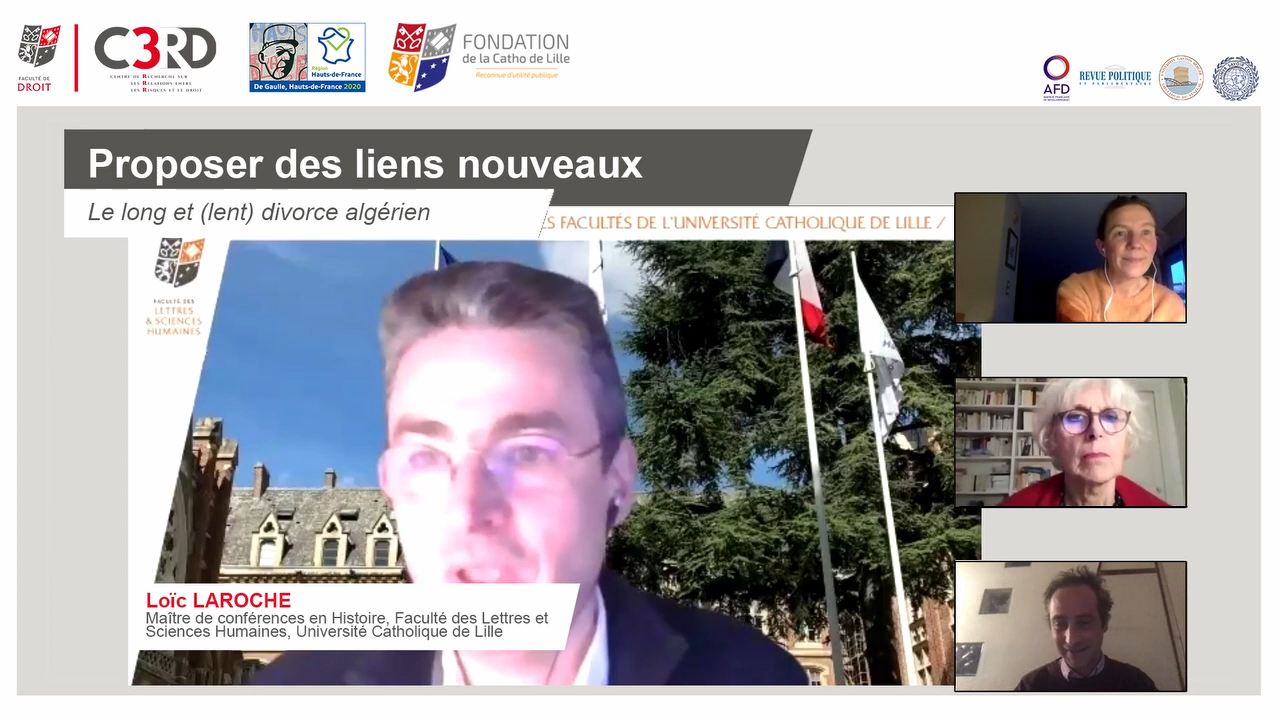 FACULTÉ DE
DROIT
C3RD
CENTRE DE RECHERCHE SUR
LES RELATIONS ENTRE
LES RISQUES ET LE DROIT
Région
Hauts-de-France
De Gaulle, Hauts-de-France 2020
FONDATION
de la Catho de Lille
Reconnue d'utilité publique
AFD
REVUE POLITIQUE
ET PARLEMENTAIRE
Proposer des liens nouveaux
Le long et (lent) divorce algérien
S FACULTÉS DE L'UNIVERSITÉ CATHOLIQUE DE LILLE /
FACULTÉ DES
LETTRES
& SCIENCES
HUMAINES
Loïc LAROCHE
Maître de conférences en Histoire, Faculté des Lettres et
Sciences Humaines, Université Catholique de Lille